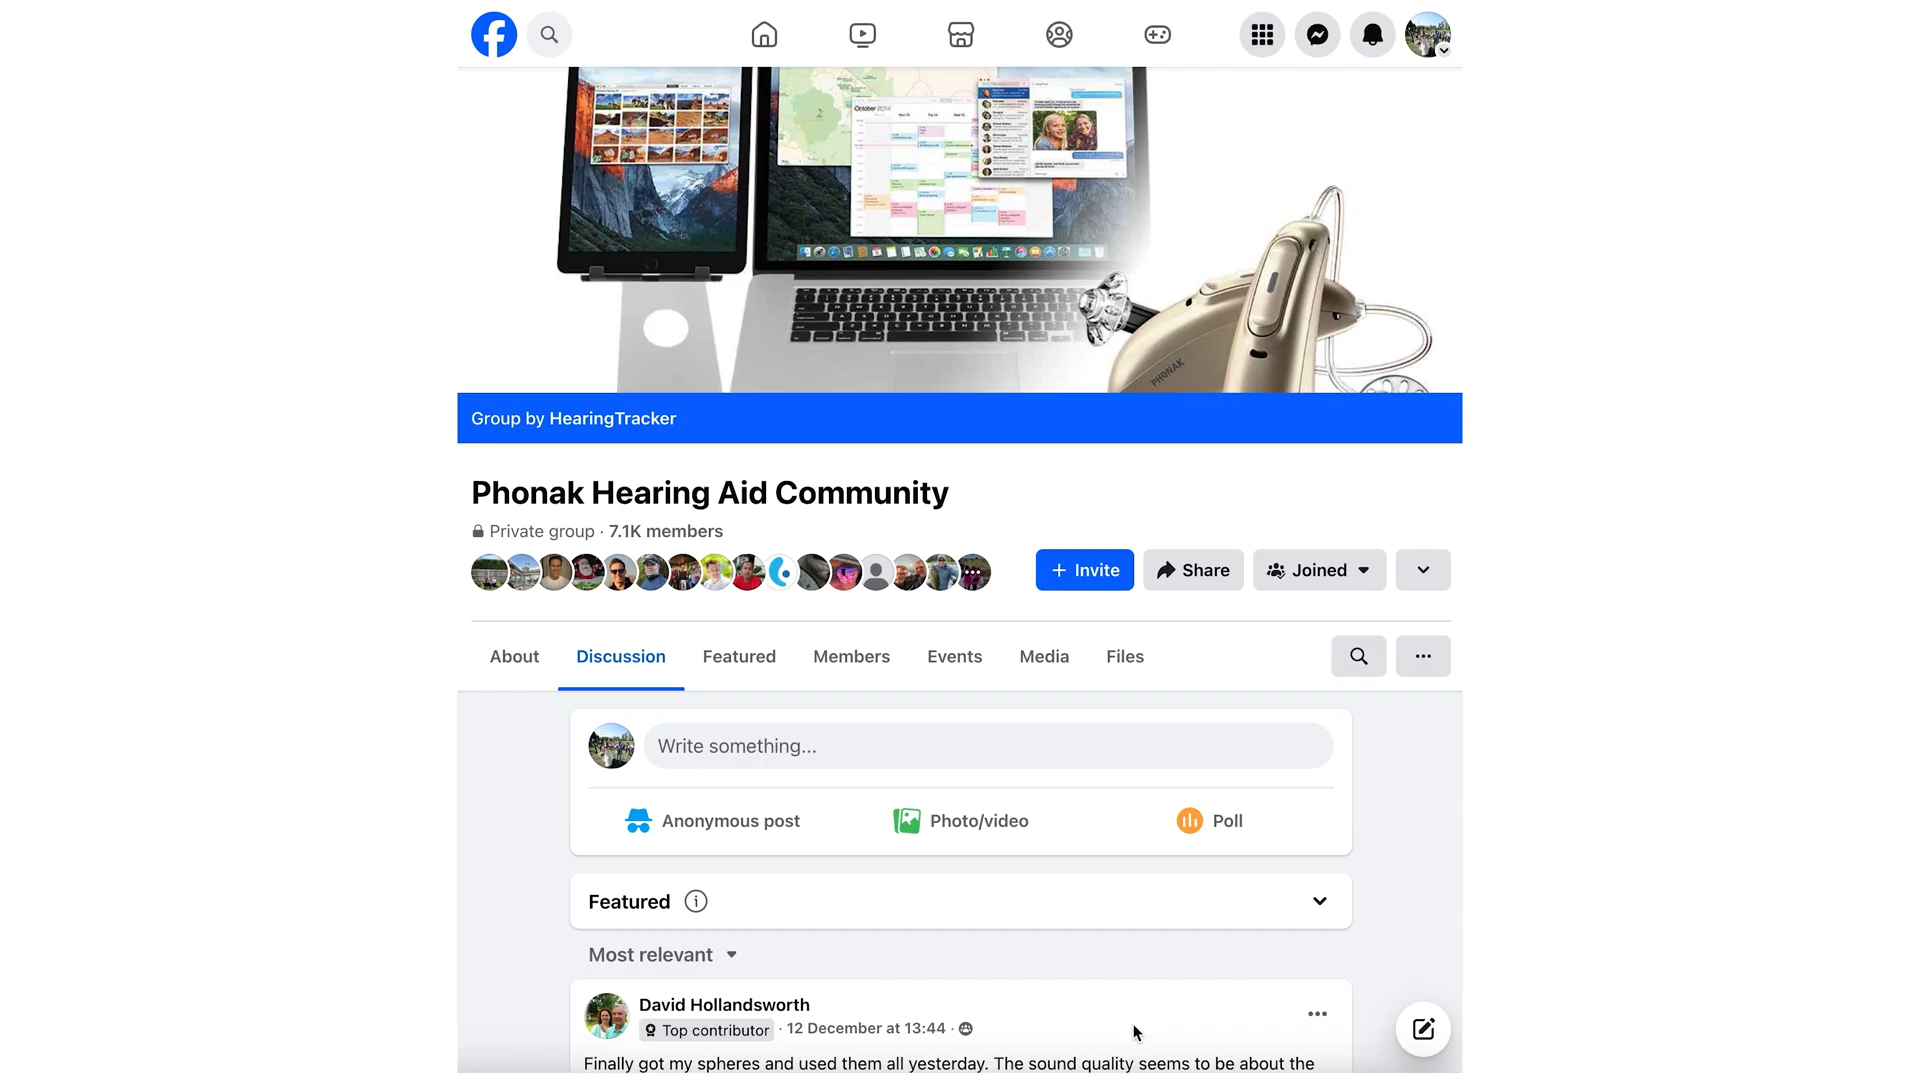 October 2014
PHONAK
Group by HearingTracker
Phonak Hearing Aid Community
Private group · 7.1K members
+ Invite
Share
Joined
About
Discussion
Featured
Members
Events
Media
Files
Write something...
Anonymous post
Photo/video
Poll
Featured
Most relevant
David Hollandsworth
Top contributor · 12 December at 13:44 ·
Finally got my spheres and used them all yesterday. The sound quality seems to be about the